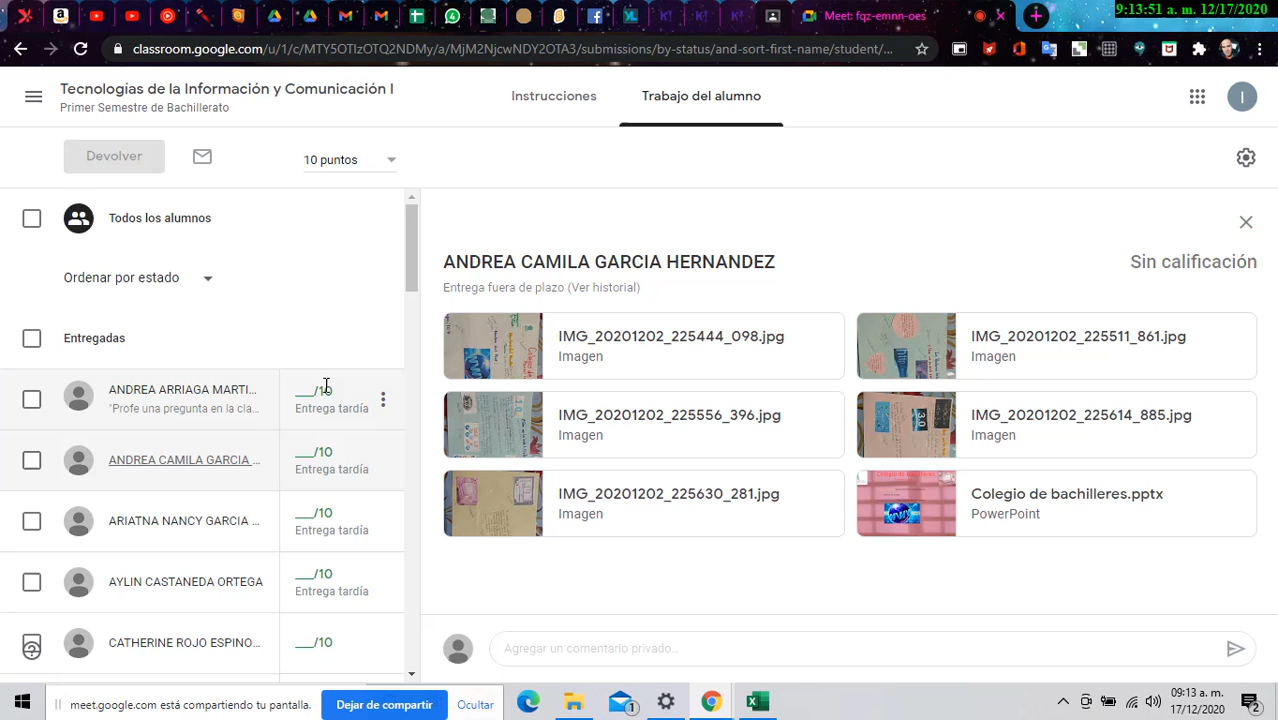 9:13:51 a. m. 12/17/2020
Meet: fqz-emnn-oes
classroom.google.com/u/1/c/MTY5OTIzOTQ2NDMy/a/MjM2NjcwNDY2OTA3/submissions/by-status/and-sort-first-name/student/...
Tecnologías de la Información y Comunicación I
Primer Semestre de Bachillerato
Instrucciones
Trabajo del alumno
I
Devolver
10 puntos
Todos los alumnos
Ordenar por estado
Entregadas
ANDREA ARRIAGA MARTI...
"Profe una pregunta en la cla...
___/10
Entrega tardía
ANDREA CAMILA GARCIA ...
___/10
Entrega tardía
ARIATNA NANCY GARCIA ...
___/10
Entrega tardía
AYLIN CASTANEDA ORTEGA
___/10
Entrega tardía
CATHERINE ROJO ESPINO...
___/10
ANDREA CAMILA GARCIA HERNANDEZ
Sin calificación
Entrega fuera de plazo (Ver historial)
IMG_20201202_225444_098.jpg
Imagen
IMG_20201202_225511_861.jpg
Imagen
IMG_20201202_225556_396.jpg
Imagen
IMG_20201202_225614_885.jpg
Imagen
IMG_20201202_225630_281.jpg
Imagen
Colegio de bachilleres.pptx
PowerPoint
Agregar un comentario privado...
meet.google.com está compartiendo tu pantalla.
Dejar de compartir
Ocultar
09:13 a. m.
17/12/2020